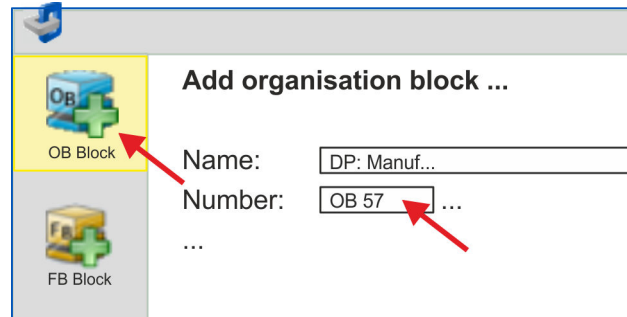 Add organisation block ...
OB
OB Block
Name: DP: Manuf...
Number: OB 57 ...
...
FB
FB Block